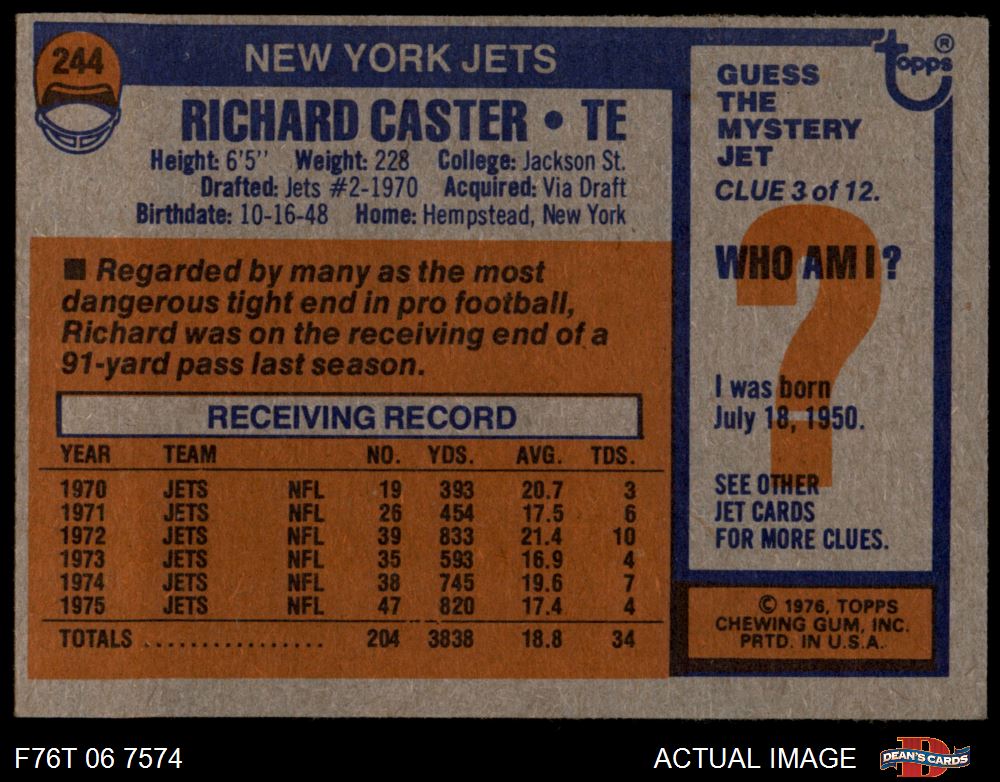 244
NEW YORK JETS
RICHARD CASTER • TE
Height: 6'5" Weight: 228 College: Jackson St.
Drafted: Jets #2-1970 Acquired: Via Draft
Birthdate: 10-16-48 Home: Hempstead, New York
■ Regarded by many as the most
dangerous tight end in pro football,
Richard was on the receiving end of a
91-yard pass last season.
RECEIVING RECORD
YEAR TEAM NO. YDS. AVG. TDS.
1970 JETS NFL 19 393 20.7 3
1971 JETS NFL 26 454 17.5 6
1972 JETS NFL 39 833 21.4 10
1973 JETS NFL 35 593 16.9 4
1974 JETS NFL 38 745 19.6 7
1975 JETS NFL 47 820 17.4 4
TOTALS ................ 204 3838 18.8 34
topps ®
GUESS
THE
MYSTERY
JET
CLUE 3 of 12.
?
WHO AM I?
I was born
July 18, 1950.
SEE OTHER
JET CARDS
FOR MORE CLUES.
© 1976, TOPPS
CHEWING GUM, INC.
PRTD. IN U.S.A.
F76T 06 7574
ACTUAL IMAGE
D
DEAN'S CARDS